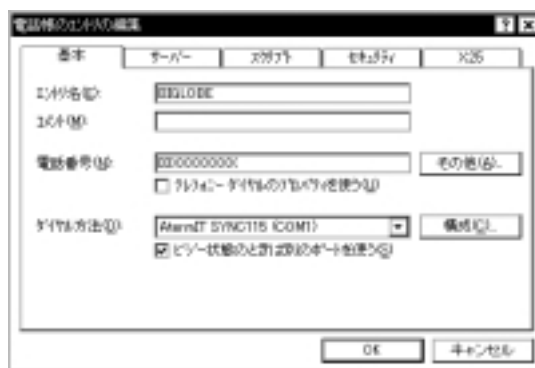 電話帳のエントリの編集
基本 サーバー スクリプト セキュリティ X.25
エントリ名(E): BIGLOBE
コメント(M):
電話番号(N): その他(A)...
テレフォニー ダイヤルのプロパティを使う(U)
ダイヤル方法(D): AtermIT SYNC115 (COM1) 構成(C)...
ビジー状態のときは別のポートを使う(S)
OK キャンセル